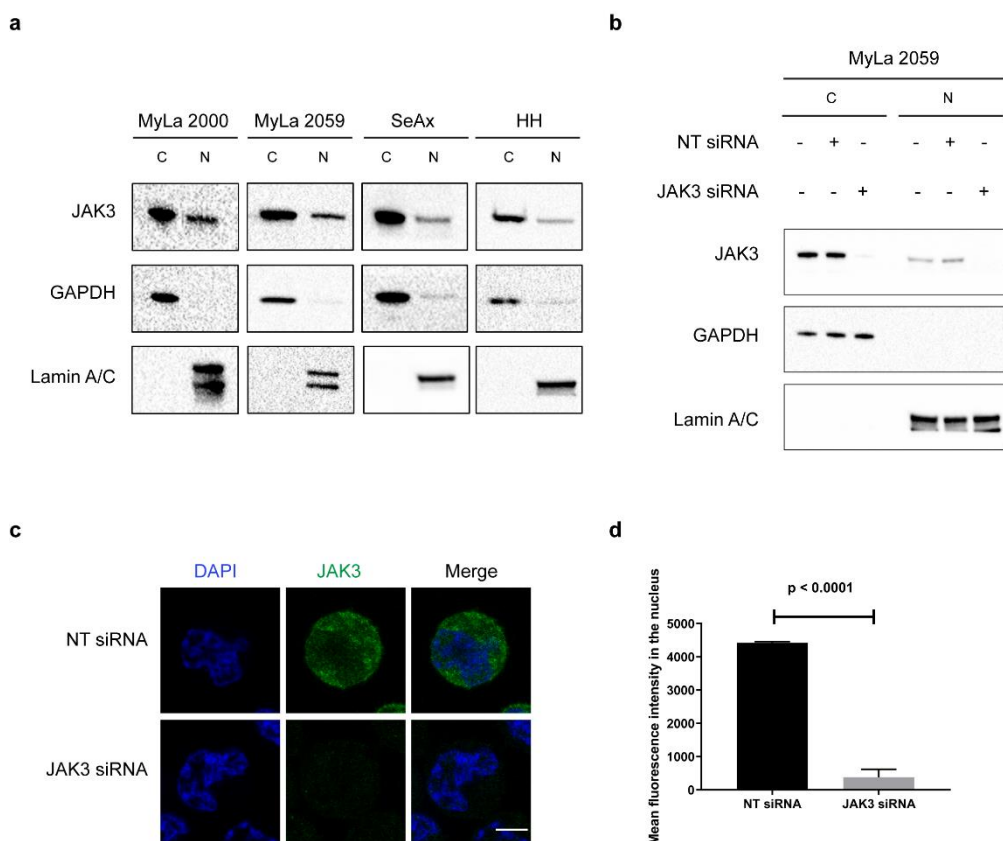 a
MyLa 2000 MyLa 2059 SeAx HH
C N C N C N C N
JAK3
GAPDH
Lamin A/C
b
MyLa 2059
C N
NT siRNA - + - - + -
JAK3 siRNA - - + - - +
JAK3
GAPDH
Lamin A/C
c
DAPI JAK3 Merge
NT siRNA
JAK3 siRNA
d
p < 0.0001
Mean fluorescence intensity in the nucleus
5000
4000
3000
2000
1000
0
NT siRNA JAK3 siRNA